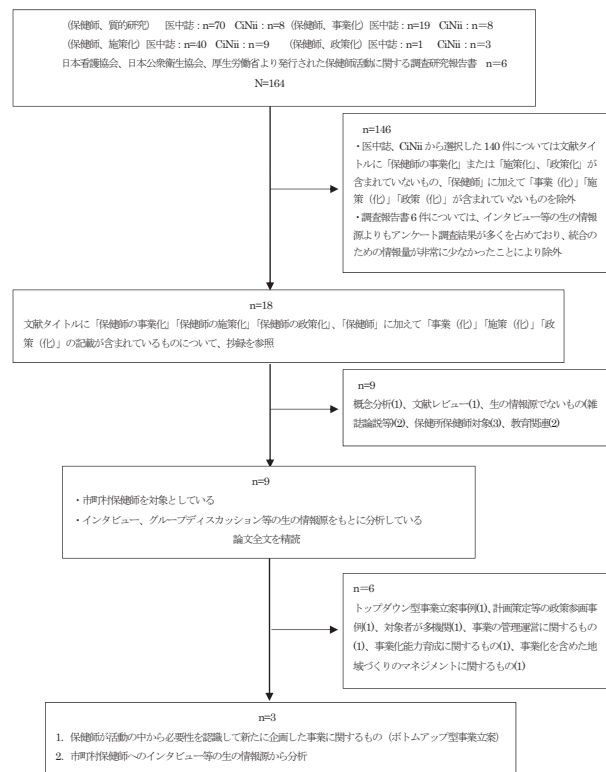 (保健師、質的研究) 医中誌:n=70 CiNii:n=8 (保健師、事業化) 医中誌:n=19 CiNii:n=8
(保健師、施策化) 医中誌:n=40 CiNii:n=9 (保健師、政策化) 医中誌:n=1 CiNii:n=3
日本看護協会、日本公衆衛生協会、厚生労働省より発行された保健師活動に関する調査研究報告書 n=6
N=164
n=146
・医中誌、CiNii から選択した 140 件については文献タイ
トルに「保健師の事業化」または「施策化」、「政策化」が
含まれていないもの、「保健師」に加えて「事業(化)」「施
策(化)」「政策(化)」が含まれていないものを除外
・調査報告書 6 件については、インタビュー等の生の情報
源よりもアンケート調査結果が多くを占めており、統合の
ための情報量が非常に少なかったことにより除外
n=18
文献タイトルに「保健師の事業化」「保健師の施策化」「保健師の政策化」、「保健師」に加えて「事業(化)」「施策(化)」「政
策(化)」の記載が含まれているものについて、抄録を参照
n=9
概念分析(1)、文献レビュー(1)、生の情報源でないもの(雑
誌論説等)(2)、保健所保健師対象(3)、教育関連(2)
n=9
・市町村保健師を対象としている
・インタビュー、グループディスカッション等の生の情報源をもとに分析している
論文全文を精読
n=6
トップダウン型事業立案事例(1)、計画策定等の政策参画事
例(1)、対象者が多機関(1)、事業の管理運営に関するもの
(1)、事業化能力育成に関するもの(1)、事業化を含めた地
域づくりのマネジメントに関するもの(1)
n=3
1. 保健師が活動の中から必要性を認識して新たに企画した事業に関するもの(ボトムアップ型事業立案)
2. 市町村保健師へのインタビュー等の生の情報源から分析